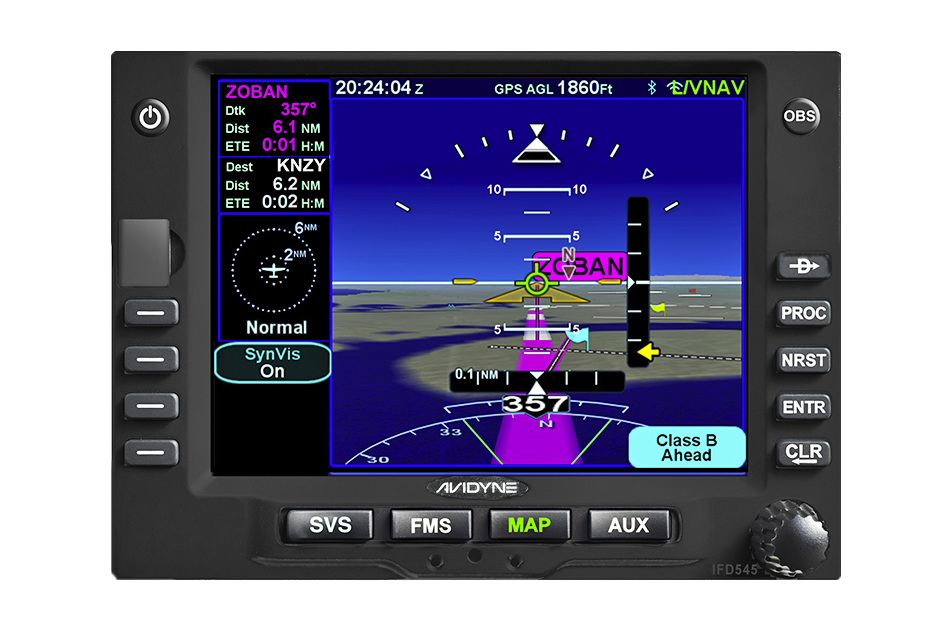 ZOBAN
Dtk 357°
Dist 6.1 NM
ETE 0:01 H:M
Dest KNZY
Dist 6.2 NM
ETE 0:02 H:M
6NM
2NM
Normal
SynVis
On
20:24:04 Z
GPS AGL 1860Ft
/VNAV
10 10
5 5
N
ZOBAN
5 5
0.1 NM
357
N
33
30
Class B
Ahead
OBS
D
PROC
NRST
ENTR
CLR
AVIDYNE
SVS
FMS
MAP
AUX
IFD545